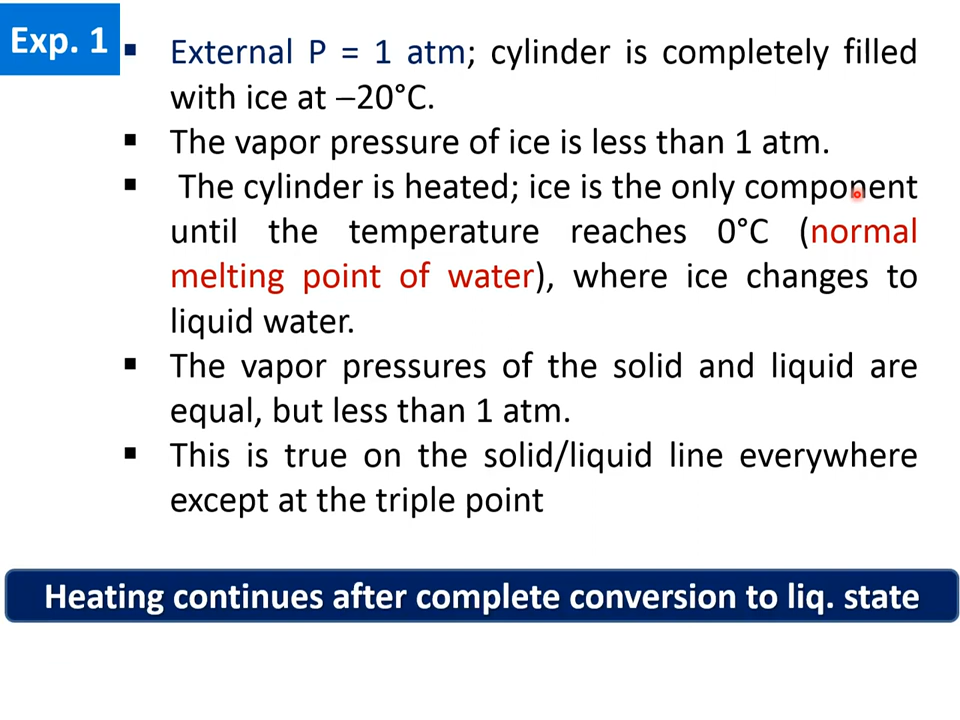 Exp. 1
▪ External P = 1 atm; cylinder is completely filled
with ice at –20°C.
▪ The vapor pressure of ice is less than 1 atm.
▪ The cylinder is heated; ice is the only component
until the temperature reaches 0°C (normal
melting point of water), where ice changes to
liquid water.
▪ The vapor pressures of the solid and liquid are
equal, but less than 1 atm.
▪ This is true on the solid/liquid line everywhere
except at the triple point
Heating continues after complete conversion to liq. state